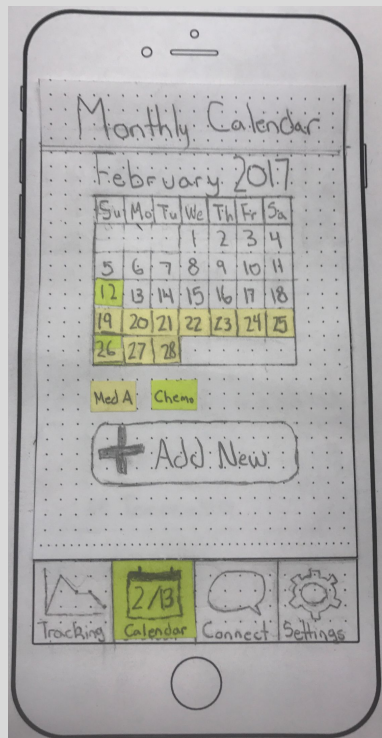 Monthly Calendar
February 2017
Su Mo Tu We Th Fr Sa
1 2 3 4
5 6 7 8 9 10 11
12 13 14 15 16 17 18
19 20 21 22 23 24 25
26 27 28
Med A Chemo
+ Add New
2/13
Tracking Calendar Connect Settings